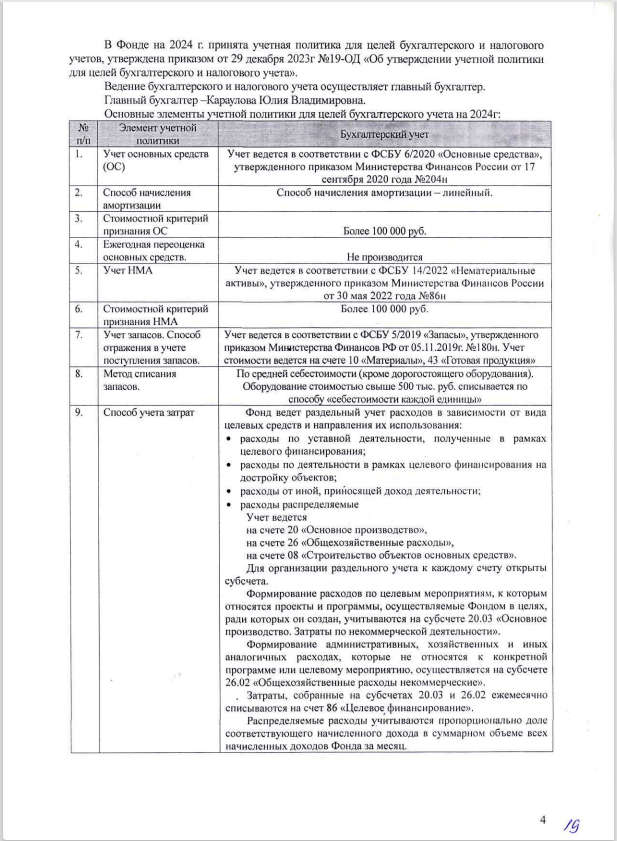 В Фонде на 2024 г. принята учетная политика для целей бухгалтерского и налогового
учетов, утверждена приказом от 29 декабря 2023г №19-ОД «Об утверждении учетной политики
для целей бухгалтерского и налогового учета».
Ведение бухгалтерского и налогового учета осуществляет главный бухгалтер.
Главный бухгалтер –Караулова Юлия Владимировна.
Основные элементы учетной политики для целей бухгалтерского учета на 2024г:
№
п/п
Элемент учетной
политики
Бухгалтерский учет
1.
Учет основных средств
(ОС)
Учет ведется в соответствии с ФСБУ 6/2020 «Основные средства»,
утвержденного приказом Министерства Финансов России от 17
сентября 2020 года №204н
2.
Способ начисления
амортизации
Способ начисления амортизации – линейный.
3.
Стоимостной критерий
признания ОС
Более 100 000 руб.
4.
Ежегодная переоценка
основных средств.
Не производится
5.
Учет НМА
Учет ведется в соответствии с ФСБУ 14/2022 «Нематериальные
активы», утвержденного приказом Министерства Финансов России
от 30 мая 2022 года №86н
6.
Стоимостной критерий
признания НМА
Более 100 000 руб.
7.
Учет запасов. Способ
отражения в учете
поступления запасов.
Учет ведется в соответствии с ФСБУ 5/2019 «Запасы», утвержденного
приказом Министерства Финансов РФ от 05.11.2019г. №180н. Учет
стоимости ведется на счете 10 «Материалы», 43 «Готовая продукция»
8.
Метод списания
запасов.
По средней себестоимости (кроме дорогостоящего оборудования).
Оборудование стоимостью свыше 500 тыс. руб. списывается по
способу «себестоимости каждой единицы»
9.
Способ учета затрат
Фонд ведет раздельный учет расходов в зависимости от вида
целевых средств и направления их использования:
• расходы по уставной деятельности, полученные в рамках
целевого финансирования;
• расходы по деятельности в рамках целевого финансирования на
достройку объектов;
• расходы от иной, приносящей доход деятельности;
• расходы распределяемые
Учет ведется
на счете 20 «Основное производство»,
на счете 26 «Общехозяйственные расходы»,
на счете 08 «Строительство объектов основных средств».
Для организации раздельного учета к каждому счету открыты
субсчета.
Формирование расходов по целевым мероприятиям, к которым
относятся проекты и программы, осуществляемые Фондом в целях,
ради которых он создан, учитываются на субсчете 20.03 «Основное
производство. Затраты по некоммерческой деятельности».
Формирование административных, хозяйственных и иных
аналогичных расходах, которые не относятся к конкретной
программе или целевому мероприятию, осуществляется на субсчете
26.02 «Общехозяйственные расходы некоммерческие».
Затраты, собранные на субсчетах 20.03 и 26.02 ежемесячно
списываются на счет 86 «Целевое финансирование».
Распределяемые расходы учитываются пропорционально доле
соответствующего начисленного дохода в суммарном объеме всех
начисленных доходов Фонда за месяц.
4
19